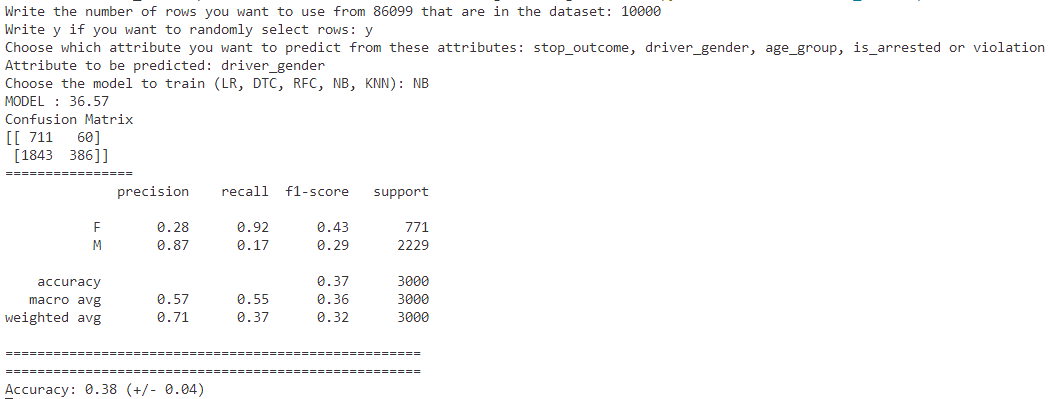 Write the number of rows you want to use from 86099 that are in the dataset: 10000
Write y if you want to randomly select rows: y
Choose which attribute you want to predict from these attributes: stop_outcome, driver_gender, age_group, is_arrested or violation
Attribute to be predicted: driver_gender
Choose the model to train (LR, DTC, RFC, NB, KNN): NB
MODEL : 36.57
Confusion Matrix
[[ 711   60]
 [1843  386]]
================
              precision    recall  f1-score   support

           F       0.28      0.92      0.43       771
           M       0.87      0.17      0.29      2229

    accuracy                           0.37      3000
   macro avg       0.57      0.55      0.36      3000
weighted avg       0.71      0.37      0.32      3000

====================================================
====================================================
Accuracy: 0.38 (+/- 0.04)